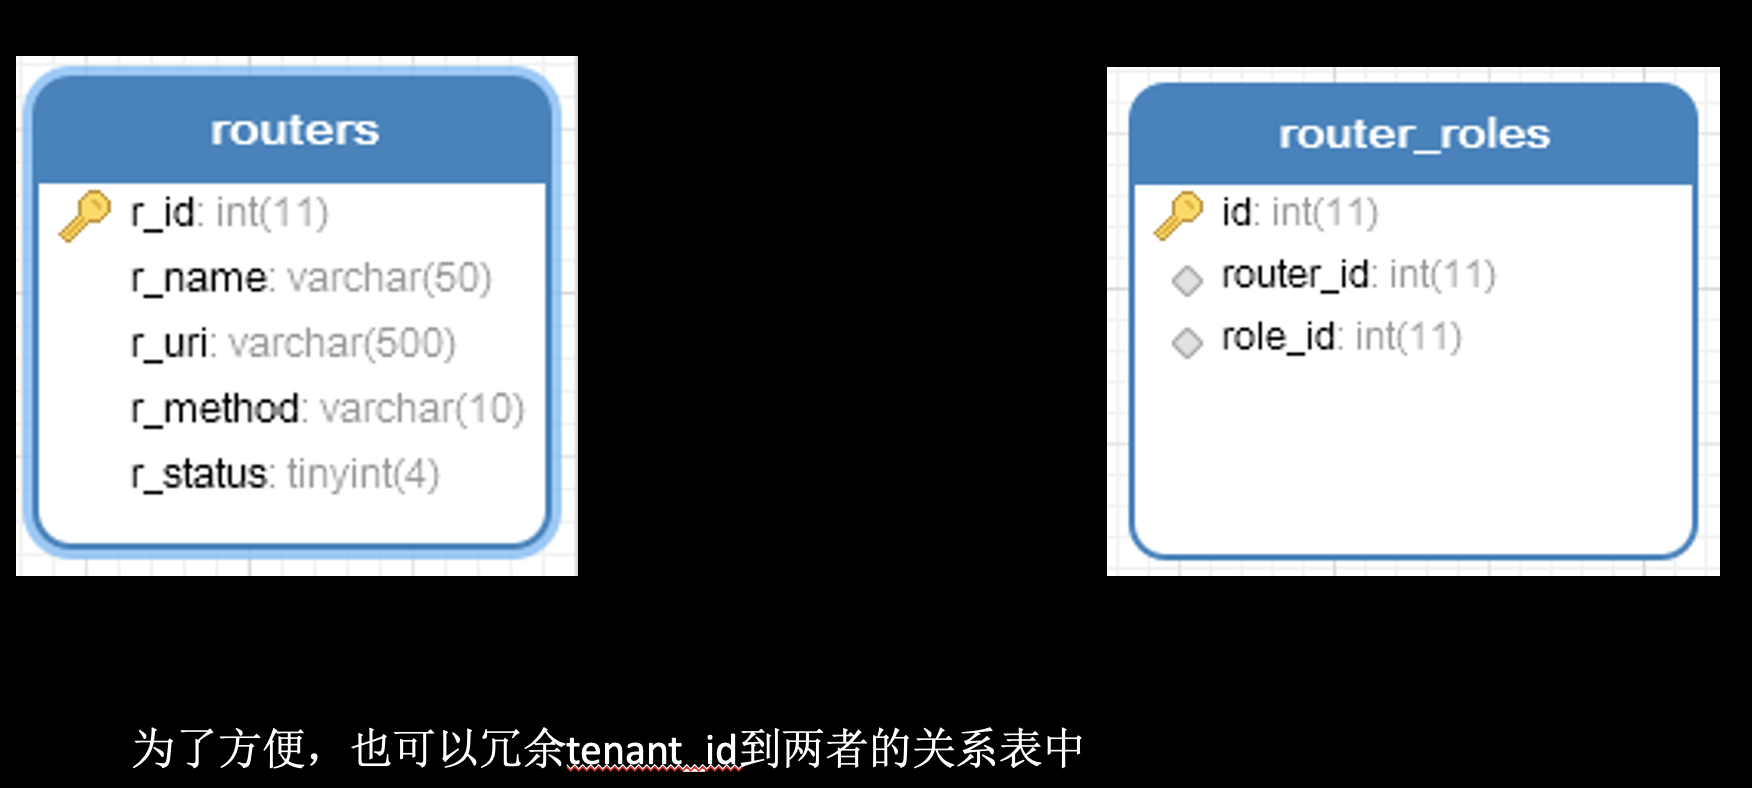 routers
r_id: int(11)
r_name: varchar(50)
r_uri: varchar(500)
r_method: varchar(10)
r_status: tinyint(4)
router_roles
id: int(11)
router_id: int(11)
role_id: int(11)
为了方便，也可以冗余tenant_id到两者的关系表中